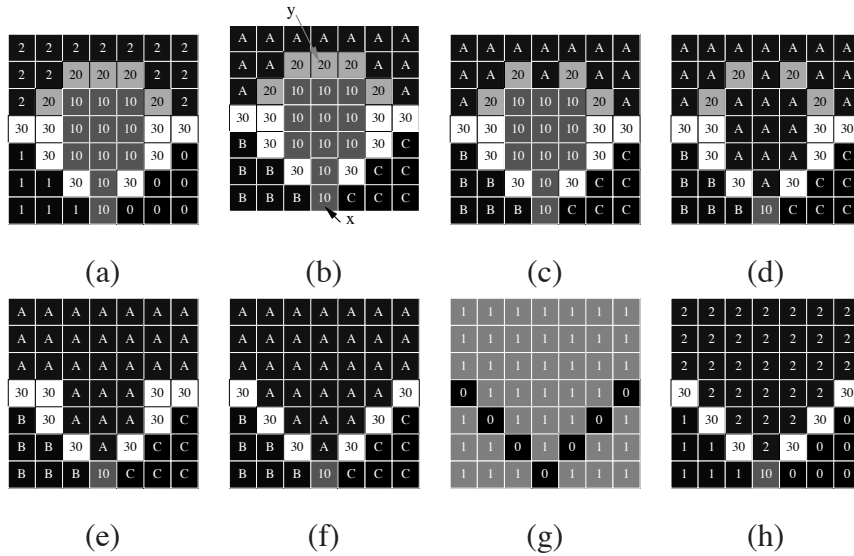 2 2 2 2 2 2 2
2 2 20 20 20 2 2
2 20 10 10 10 20 2
30 30 10 10 10 30 30
1 30 10 10 10 30 0
1 1 30 10 30 0 0
1 1 1 10 0 0 0
(a)
y
A A A A A A A
A A 20 20 20 A A
A 20 10 10 10 20 A
30 30 10 10 10 30 30
B 30 10 10 10 30 C
B B 30 10 30 C C
B B B 10 C C C
x
(b)
A A A A A A A
A A 20 A 20 A A
A 20 10 10 10 20 A
30 30 10 10 10 30 30
B 30 10 10 10 30 C
B B 30 10 30 C C
B B B 10 C C C
(c)
A A A A A A A
A A 20 A 20 A A
A 20 A A A 20 A
30 30 A A A 30 30
B 30 A A A 30 C
B B 30 A 30 C C
B B B 10 C C C
(d)
A A A A A A A
A A A A A A A
A A A A A A A
30 30 A A A 30 30
B 30 A A A 30 C
B B 30 A 30 C C
B B B 10 C C C
(e)
A A A A A A A
A A A A A A A
A A A A A A A
30 A A A A A 30
B 30 A A A 30 C
B B 30 A 30 C C
B B B 10 C C C
(f)
1 1 1 1 1 1 1
1 1 1 1 1 1 1
1 1 1 1 1 1 1
0 1 1 1 1 1 0
1 0 1 1 1 0 1
1 1 0 1 0 1 1
1 1 1 0 1 1 1
(g)
2 2 2 2 2 2 2
2 2 2 2 2 2 2
2 2 2 2 2 2 2
30 2 2 2 2 2 30
1 30 2 2 2 30 0
1 1 30 2 30 0 0
1 1 1 10 0 0 0
(h)